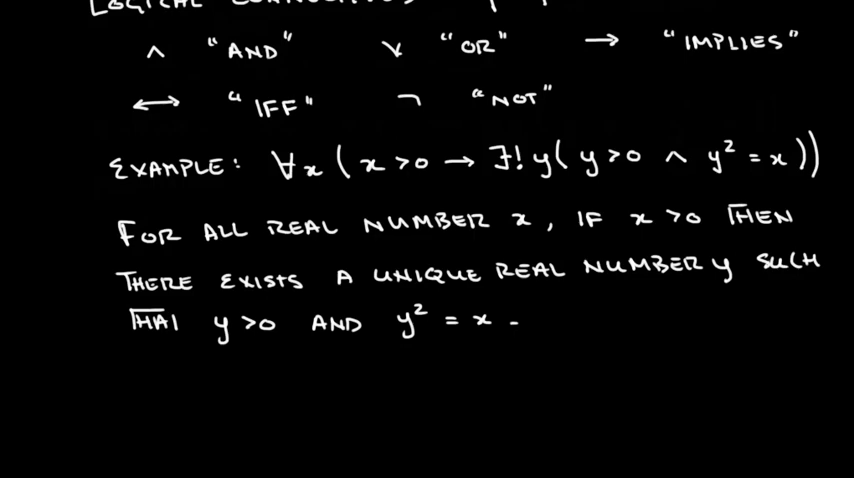 LOGICAL
∧ "AND" ∨ "OR" → "IMPLIES"
↔ "IFF" ¬ "NOT"
EXAMPLE: ∀x (x>0 → ∃!y( y>0 ∧ y² = x))
FOR ALL REAL NUMBER x, IF x>0 THEN
THERE EXISTS A UNIQUE REAL NUMBER y SUCH
THAT y>0 AND y² = x -